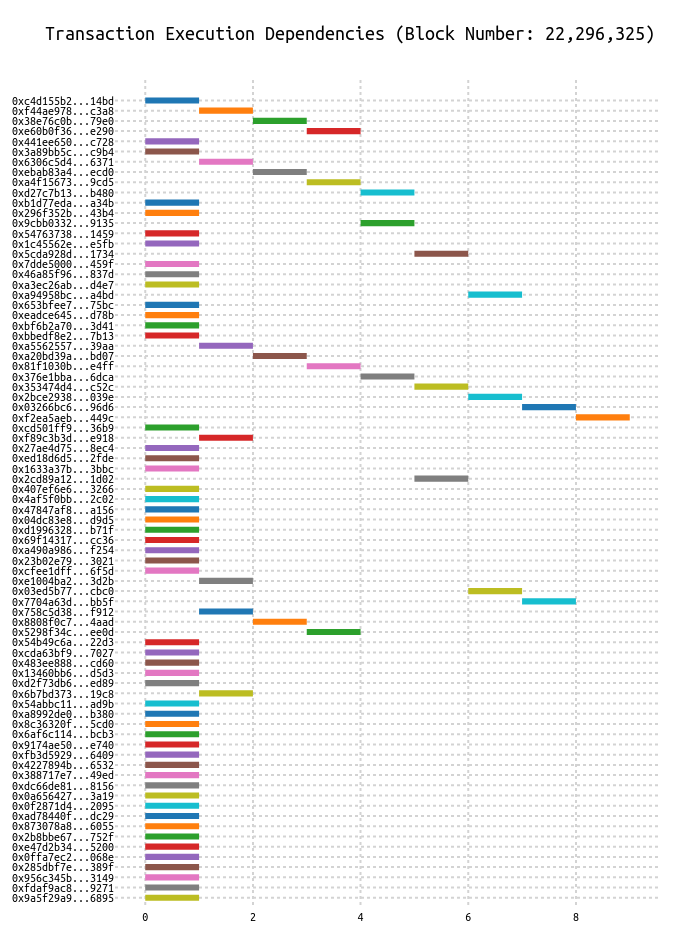 Transaction Execution Dependencies (Block Number: 22,296,325)
0xc4d155b2...14bd
0xf44ae978...c3a8
0x38e76c0b...79e0
0xe60b0f36...e290
0x441ee650...c728
0x3a89bb5c...c9b4
0x6306c5d4...6371
0xebab83a4...ecd0
0xa4f15673...9cd5
0xd27c7b13...b480
0xb1d77eda...a34b
0x296f352b...43b4
0x9cbb0332...9135
0x54763738...1459
0x1c45562e...e5fb
0x5cda928d...1734
0x7dde5000...459f
0x46a85f96...837d
0xa3ec26ab...d4e7
0xa94958bc...a4bd
0x653bfee7...75bc
0xeadce645...d78b
0xbf6b2a70...3d41
0xbbedf8e2...7b13
0xa5562557...39aa
0xa20bd39a...bd07
0x81f1030b...e4ff
0x376e1bba...6dca
0x353474d4...c52c
0x2bce2938...039e
0x03266bc6...96d6
0xf2ea5aeb...449c
0xcd501ff9...36b9
0xf89c3b3d...e918
0x27ae4d75...8ec4
0xed18d6d5...2fde
0x1633a37b...3bbc
0x2cd89a12...1d02
0x407ef6e6...3266
0x4af5f0bb...2c02
0x47847af8...a156
0x04dc83e8...d9d5
0xd1996328...b71f
0x69f14317...cc36
0xa490a986...f254
0x23b02e79...3021
0xcfee1dff...6f5d
0xe1004ba2...3d2b
0x03ed5b77...cbc0
0x7704a63d...bb5f
0x758c5d38...f912
0x8808f0c7...4aad
0x5298f34c...ee0d
0x54b49c6a...22d3
0xcda63bf9...7027
0x483ee888...cd60
0x13460bb6...d5d3
0xd2f73db6...ed89
0x6b7bd373...19c8
0x54abbc11...ad9b
0xa8992de0...b380
0x8c36320f...5cd0
0x6af6c114...bcb3
0x9174ae50...e740
0xfb3d5929...6409
0x4227894b...6532
0x388717e7...49ed
0xdc66de81...8156
0x0a656427...3a19
0x0f2871d4...2095
0xad78440f...dc29
0x873078a8...6055
0x2b8bbe67...752f
0xe47d2b34...5200
0x0ffa7ec2...068e
0x285dbf7e...389f
0x956c345b...3149
0xfdaf9ac8...9271
0x9a5f29a9...6895
0 2 4 6 8